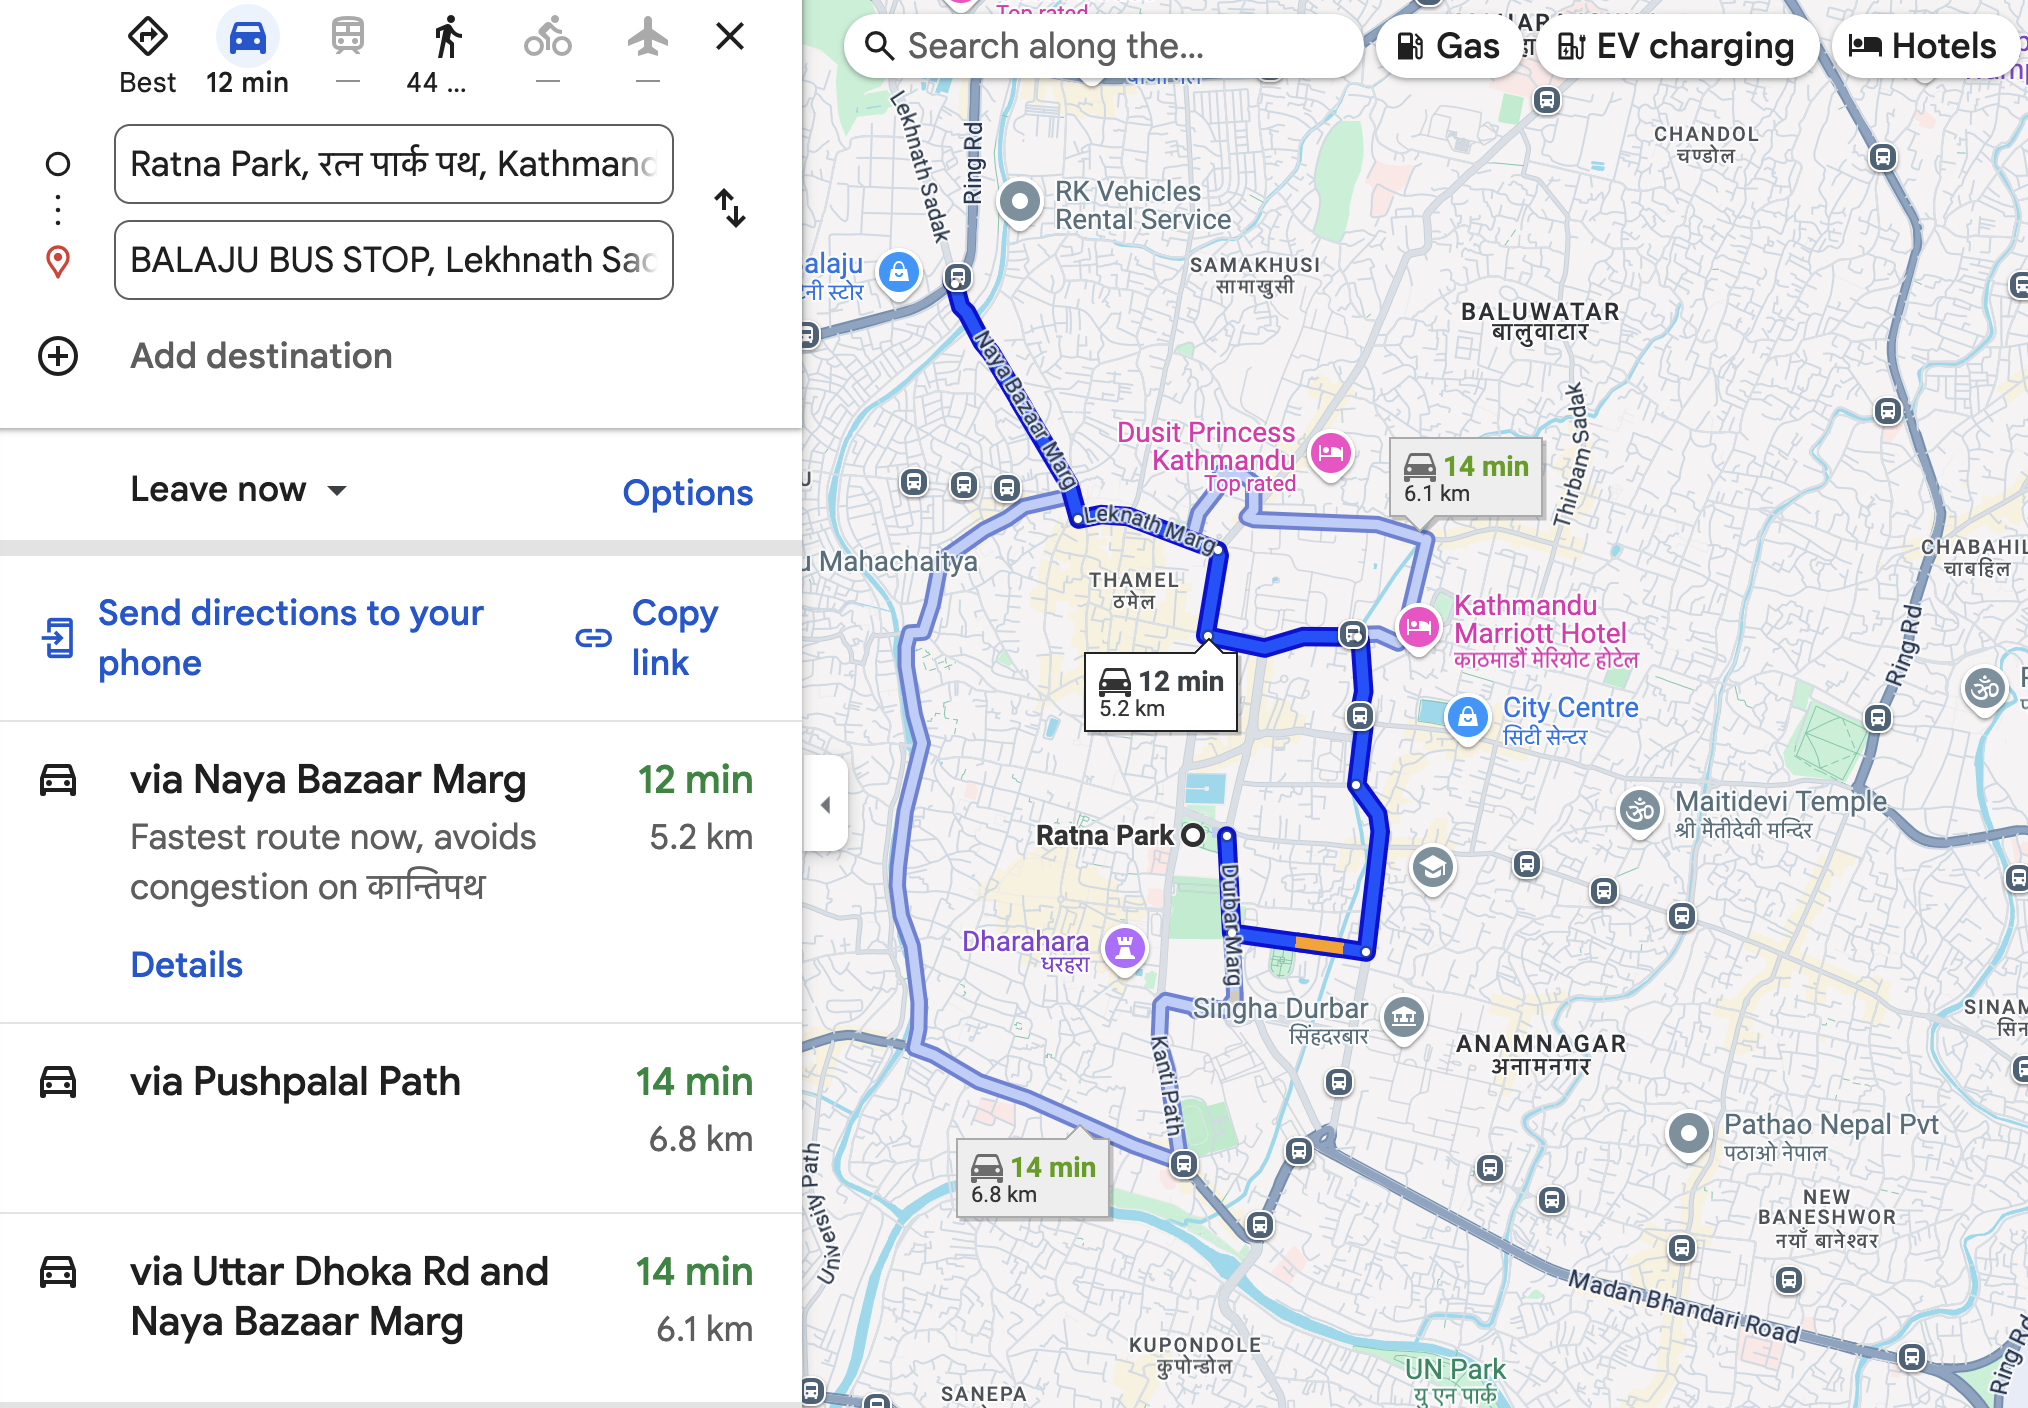 Best
12 min
—
44 ...
—
—
Ratna Park, रत्न पार्क पथ, Kathmand
BALAJU BUS STOP, Lekhnath Sad
Add destination
Leave now
Options
Send directions to your
phone
Copy
link
via Naya Bazaar Marg
12 min
Fastest route now, avoids
congestion on कान्तिपथ
5.2 km
Details
via Pushpalal Path
14 min
6.8 km
via Uttar Dhoka Rd and
Naya Bazaar Marg
14 min
6.1 km
Top rated
Search along the...
Gas
EV charging
Hotels
Lekhnath Sadak
Ring Rd
RK Vehicles
Rental Service
CHANDOL
चण्डोल
alaju
SAMAKHUSI
सामाखुसी
BALUWATAR
बालुवाटार
Naya Bazaar Marg
Dusit Princess
Kathmandu
Top rated
14 min
6.1 km
Thirbam Sadak
Leknath Marg
u Mahachaitya
THAMEL
ठमेल
CHABAHIL
चाबहिल
Kathmandu
Marriott Hotel
काठमाडौं मेरियोट होटेल
Ring Rd
12 min
5.2 km
City Centre
सिटी सेन्टर
Maitidevi Temple
श्री मैतीदेवी मन्दिर
Ratna Park
Durbar Marg
Dharahara
धरहरा
Singha Durbar
सिंहदरबार
ANAMNAGAR
अनामनगर
SINAM
सिन
Kanti Path
Pathao Nepal Pvt
पठाओ नेपाल
14 min
6.8 km
University Path
NEW
BANESHWOR
नयाँ बानेश्वर
Madan Bhandari Road
KUPONDOLE
कुपोन्डोल
UN Park
यु एन पार्क
Ring Rd
SANEPA